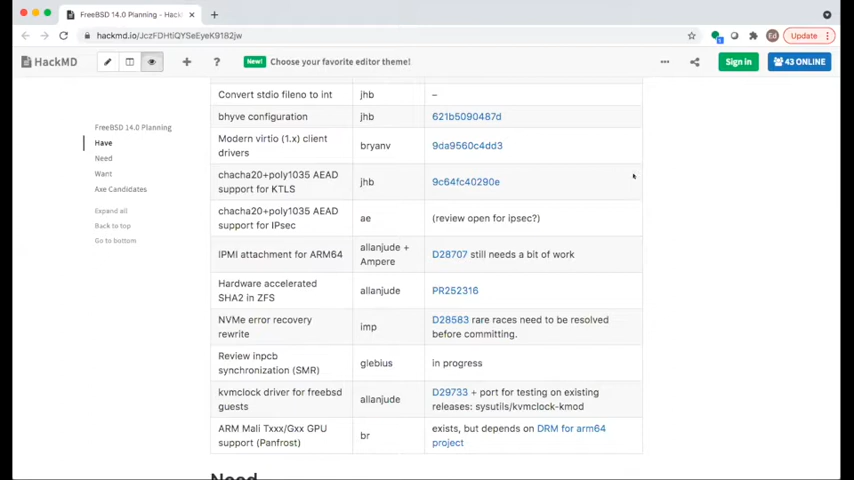 FreeBSD 14.0 Planning - HackMD
hackmd.io/JczFDHtiQYSeEyeK9182jw
Ed
Update
HackMD
New! Choose your favorite editor theme!
Sign in
43 ONLINE
FreeBSD 14.0 Planning
Have
Need
Want
Axe Candidates
Expand all
Back to top
Go to bottom
Convert stdio fileno to int jhb –
bhyve configuration jhb 621b5090487d
Modern virtio (1.x) client
drivers bryanv 9da9560c4dd3
chacha20+poly1035 AEAD
support for KTLS jhb 9c64fc40290e
chacha20+poly1035 AEAD
support for IPsec ae (review open for ipsec?)
IPMI attachment for ARM64 allanjude +
Ampere D28707 still needs a bit of work
Hardware accelerated
SHA2 in ZFS allanjude PR252316
NVMe error recovery
rewrite imp D28583 rare races need to be resolved
before committing.
Review inpcb
synchronization (SMR) glebius in progress
kvmclock driver for freebsd
guests allanjude D29733 + port for testing on existing
releases: sysutils/kvmclock-kmod
ARM Mali Txxx/Gxx GPU
support (Panfrost) br exists, but depends on DRM for arm64
project
Need